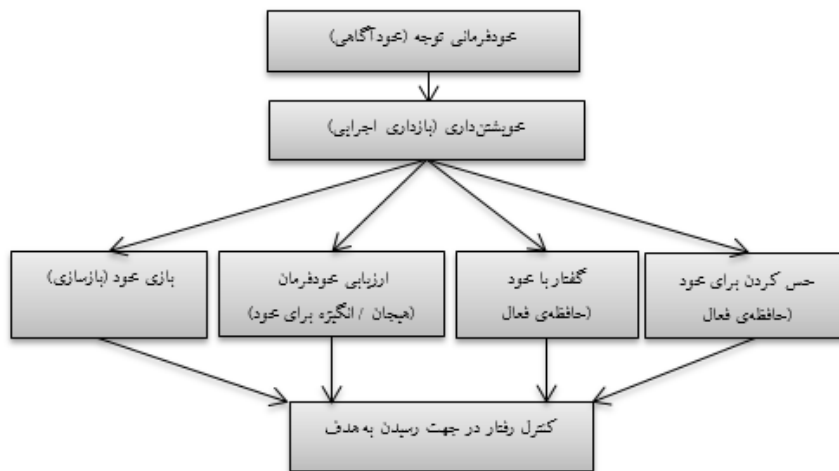 خودفرمانی توجه (خودآگاهی)
خویشتن‌داری (بازداری اجرایی)
حس کردن برای خود
(حافظه‌ی فعال
گفتار با خود
(حافظه‌ی فعال
ارزیابی خودفرمان
(هیجان / انگیزه برای خود)
بازی خود (بازسازی)
کنترل رفتار در جهت رسیدن به هدف